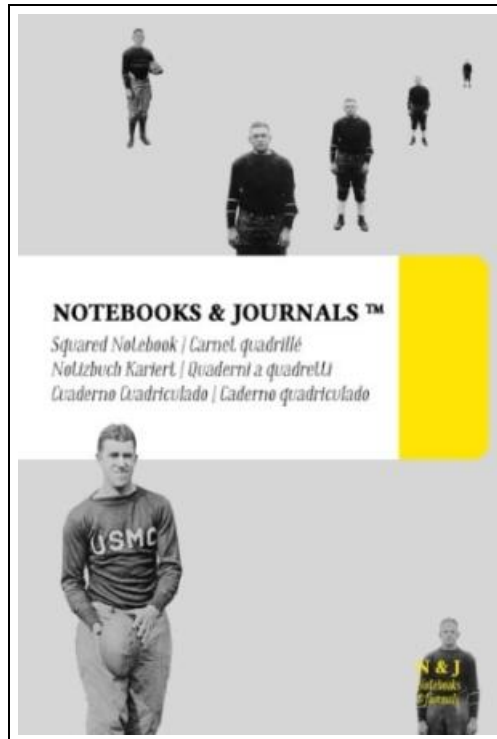 NOTEBOOKS & JOURNALS ™
Squared Notebook | Carnet quadrillé
Notizbuch Kariert | Quaderni a quadretti
Cuaderno Cuadriculado | Caderno quadriculado
USMC
N & J
Notebooks
& Journals